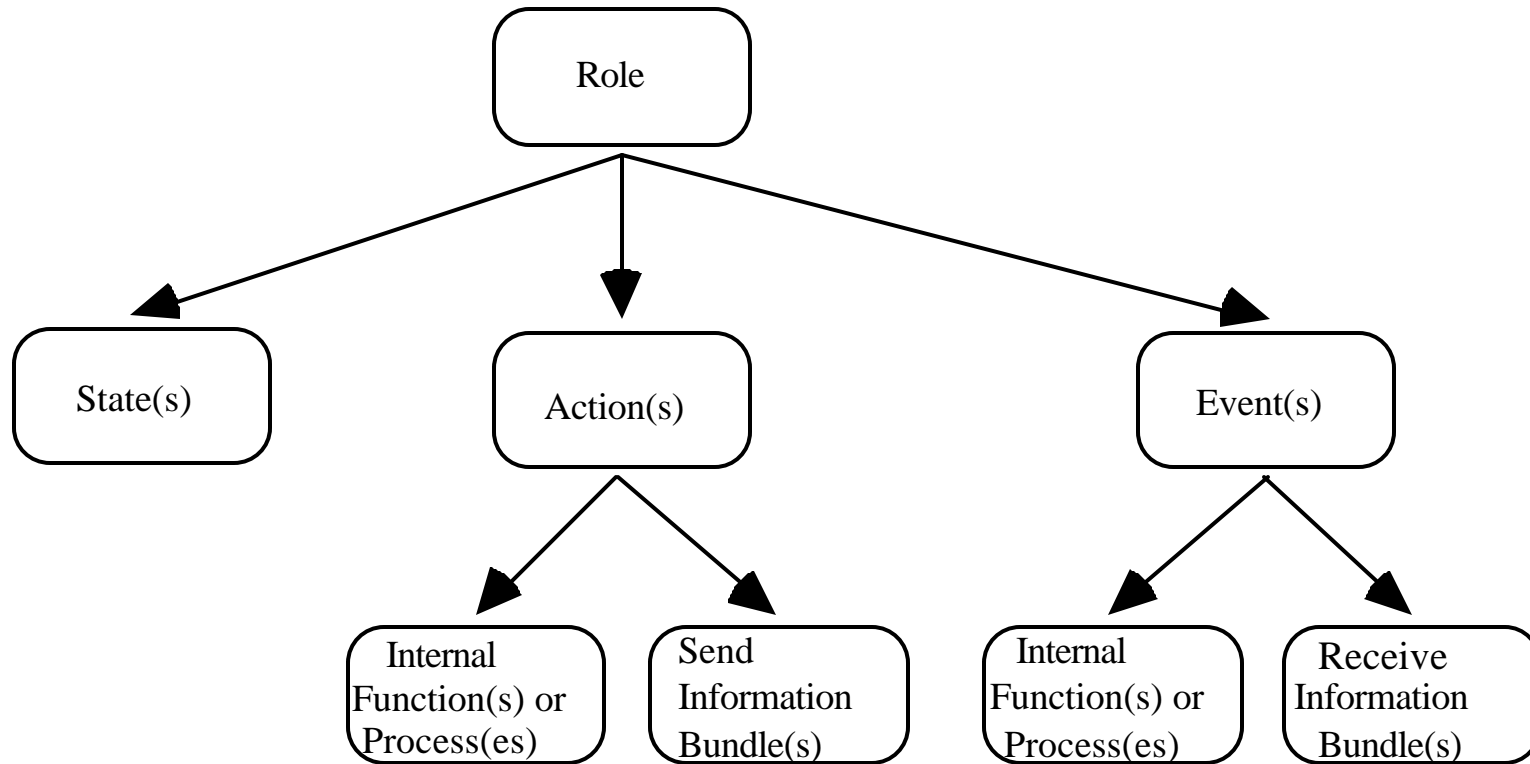 Role
State(s)
Action(s)
Event(s)
Internal
Function(s) or
Process(es)
Send
Information
Bundle(s)
Internal
Function(s) or
Process(es)
Receive
Information
Bundle(s)